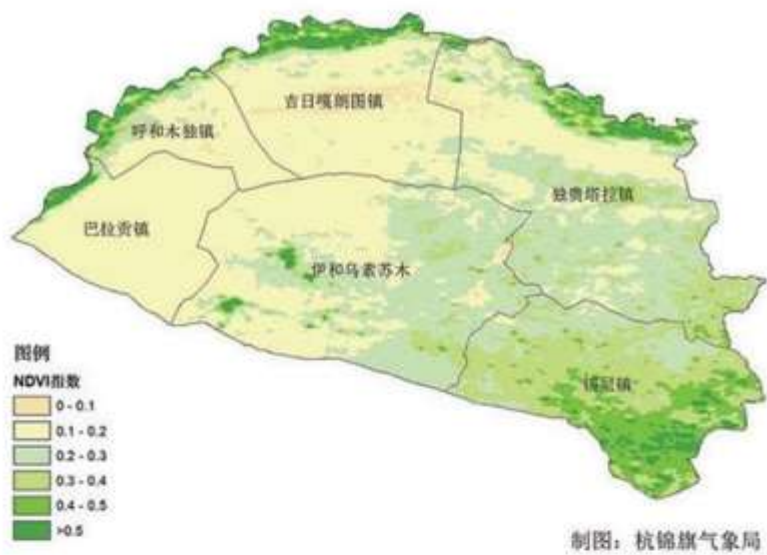 吉日嘎朗图镇
呼和木独镇
独贵塔拉镇
巴拉贡镇
伊和乌素苏木
锡尼镇
图例
NDVI指数
0 - 0.1
0.1 - 0.2
0.2 - 0.3
0.3 - 0.4
0.4 - 0.5
>0.5
制图：杭锦旗气象局